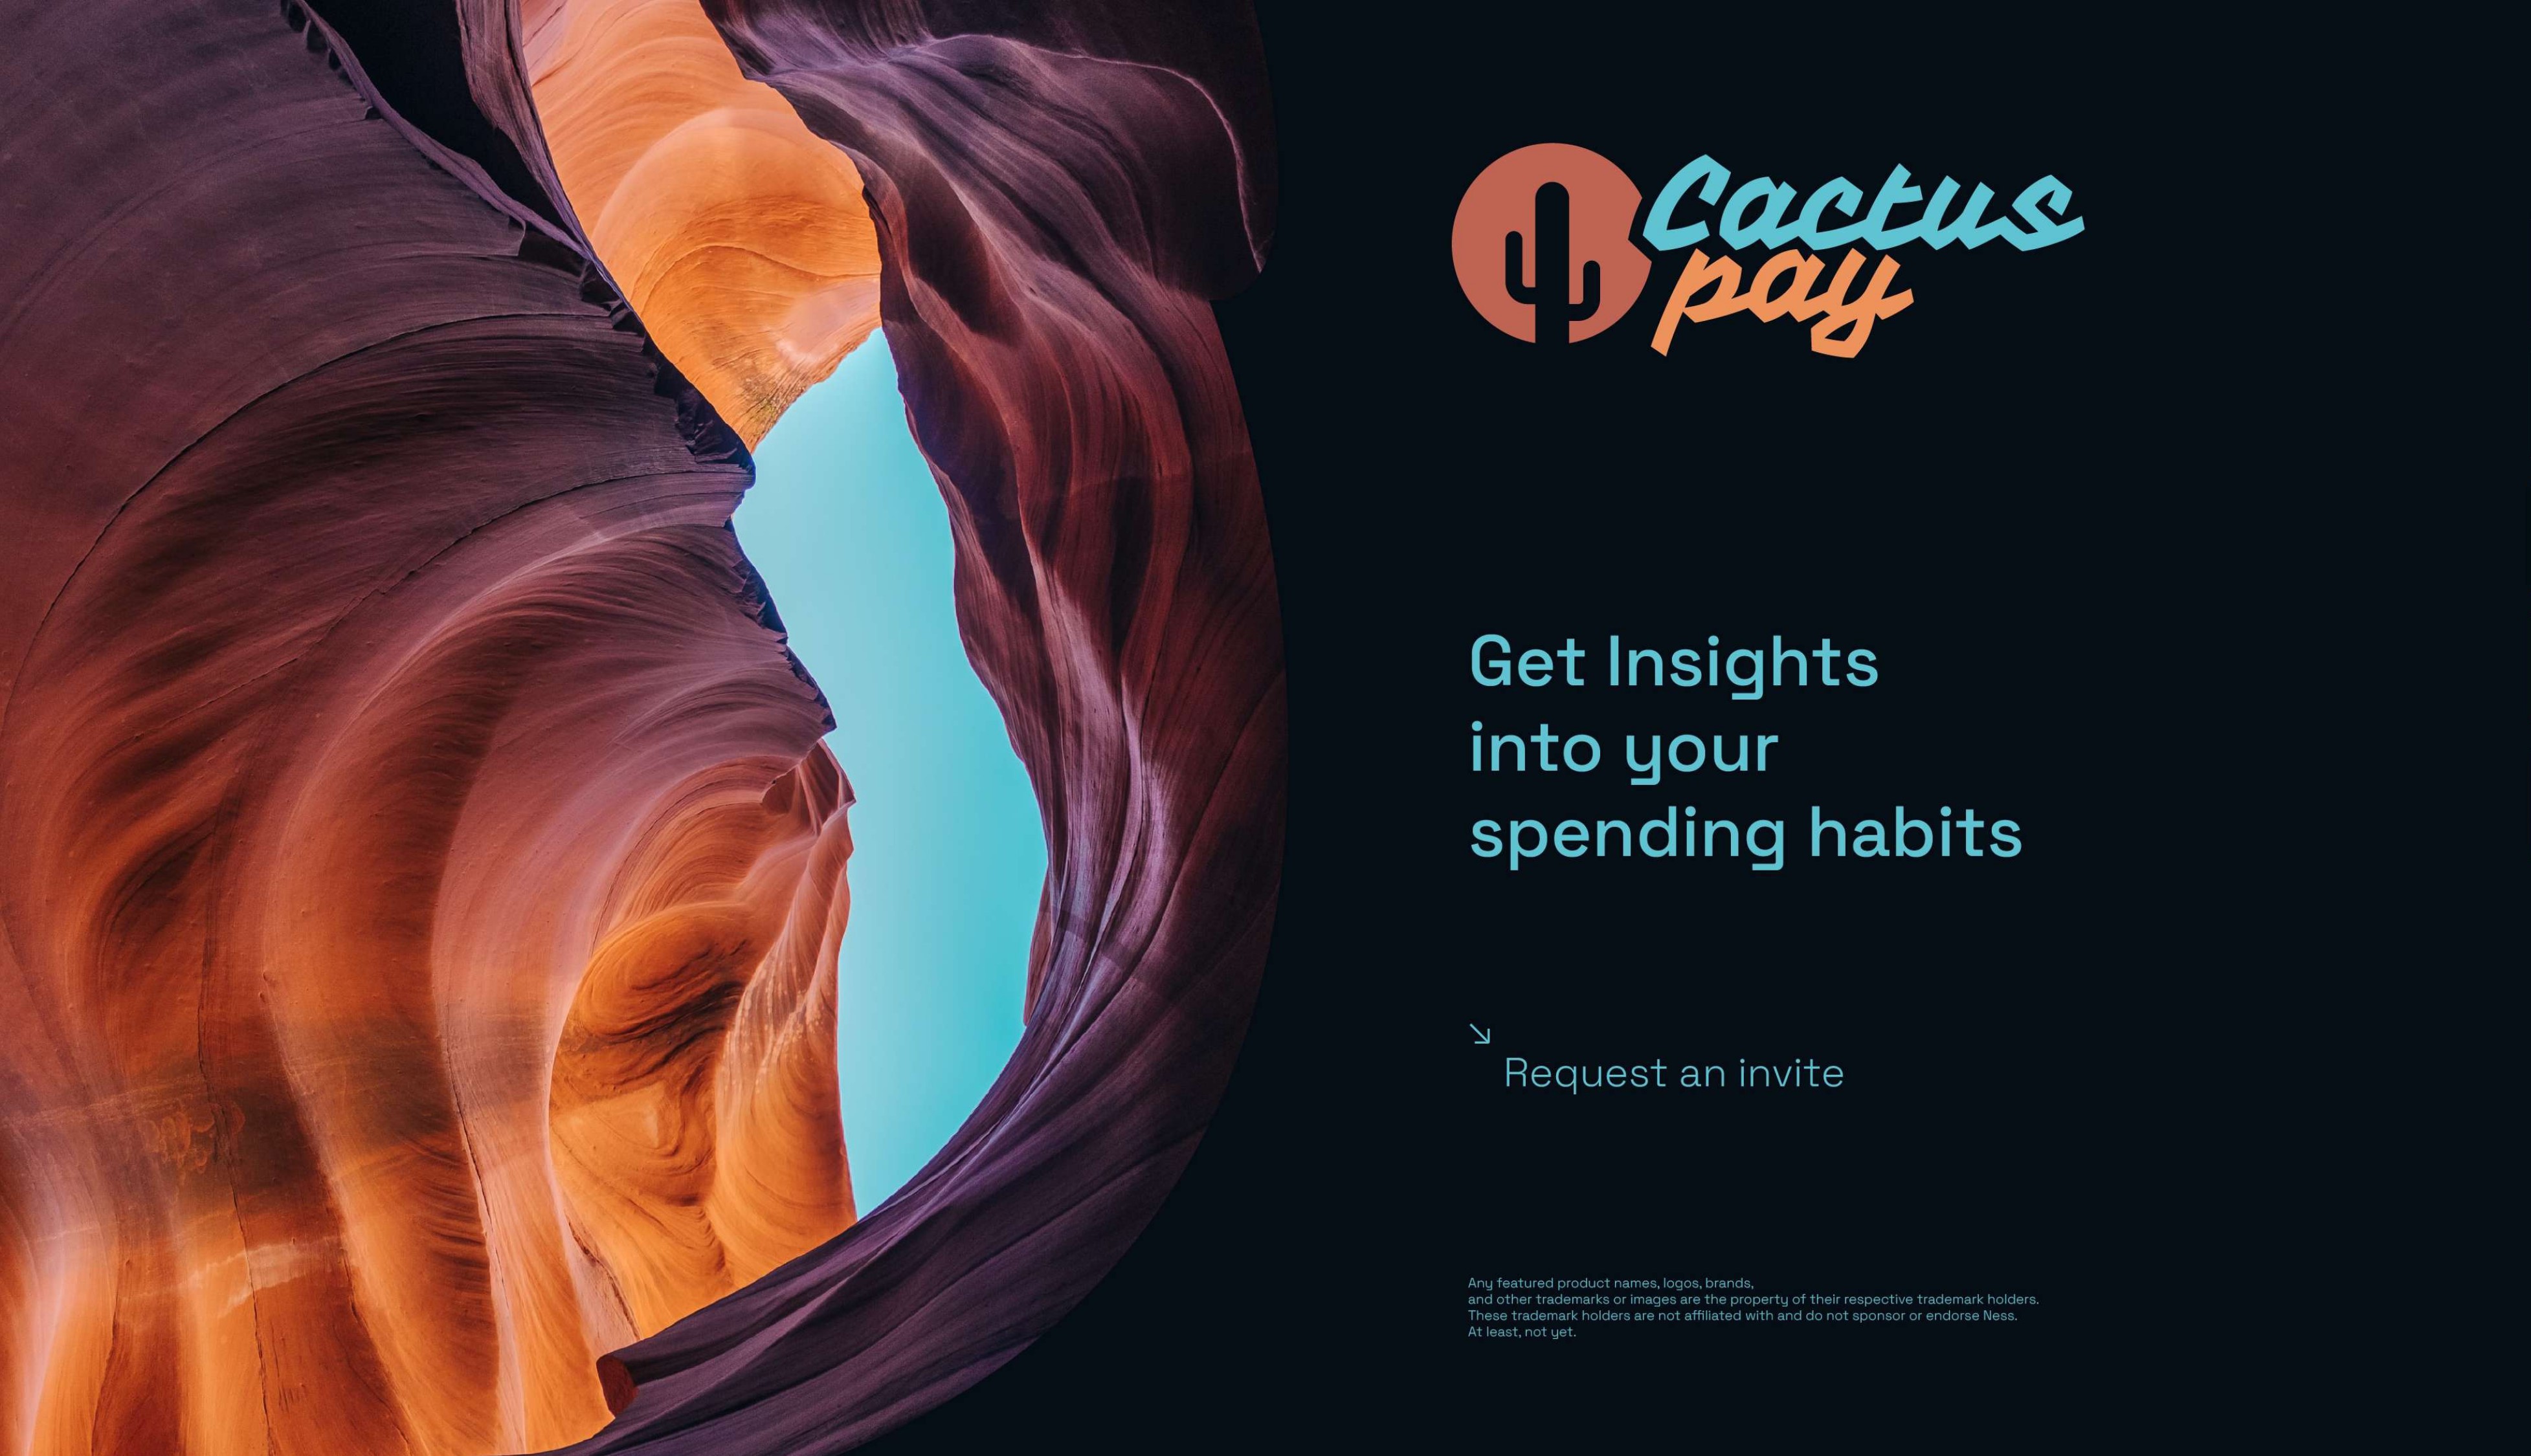 Cactus
pay
Get Insights
into your
spending habits
Request an invite
Any featured product names, logos, brands,
and other trademarks or images are the property of their respective trademark holders.
These trademark holders are not affiliated with and do not sponsor or endorse Ness.
At least, not yet.